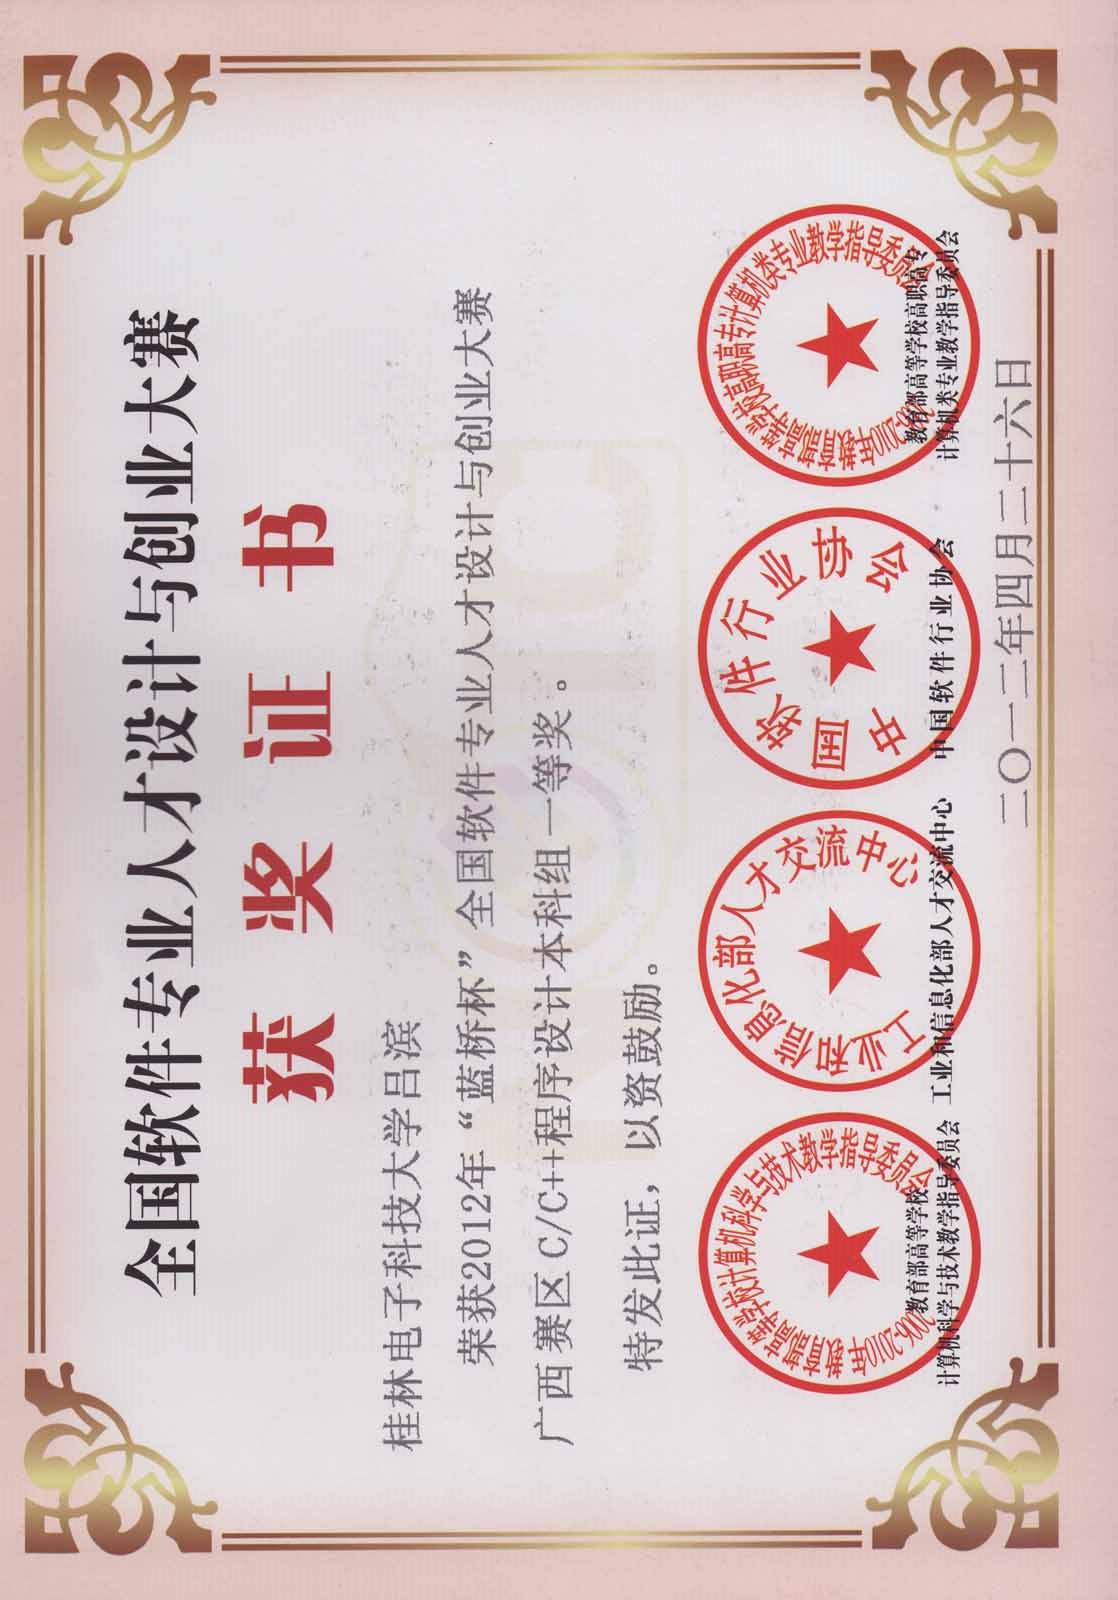 全国软件专业人才设计与创业大赛
获奖证书
桂林电子科技大学吕滨
荣获2012年“蓝桥杯”全国软件专业人才设计与创业大赛
广西赛区 C/C++程序设计本科组一等奖。
特发此证，以资鼓励。
教育部高等学校计算机科学与技术教学指导委员会
2006-2010年
工业和信息化部人才交流中心
中国软件行业协会
教育部高等学校高职高专计算机类专业教学指导委员会
2006-2010年
教育部高等学校
计算机科学与技术教学指导委员会
工业和信息化部人才交流中心
中国软件行业协会
教育部高等学校高职高专
计算机类专业教学指导委员会
二〇一二年四月二十六日